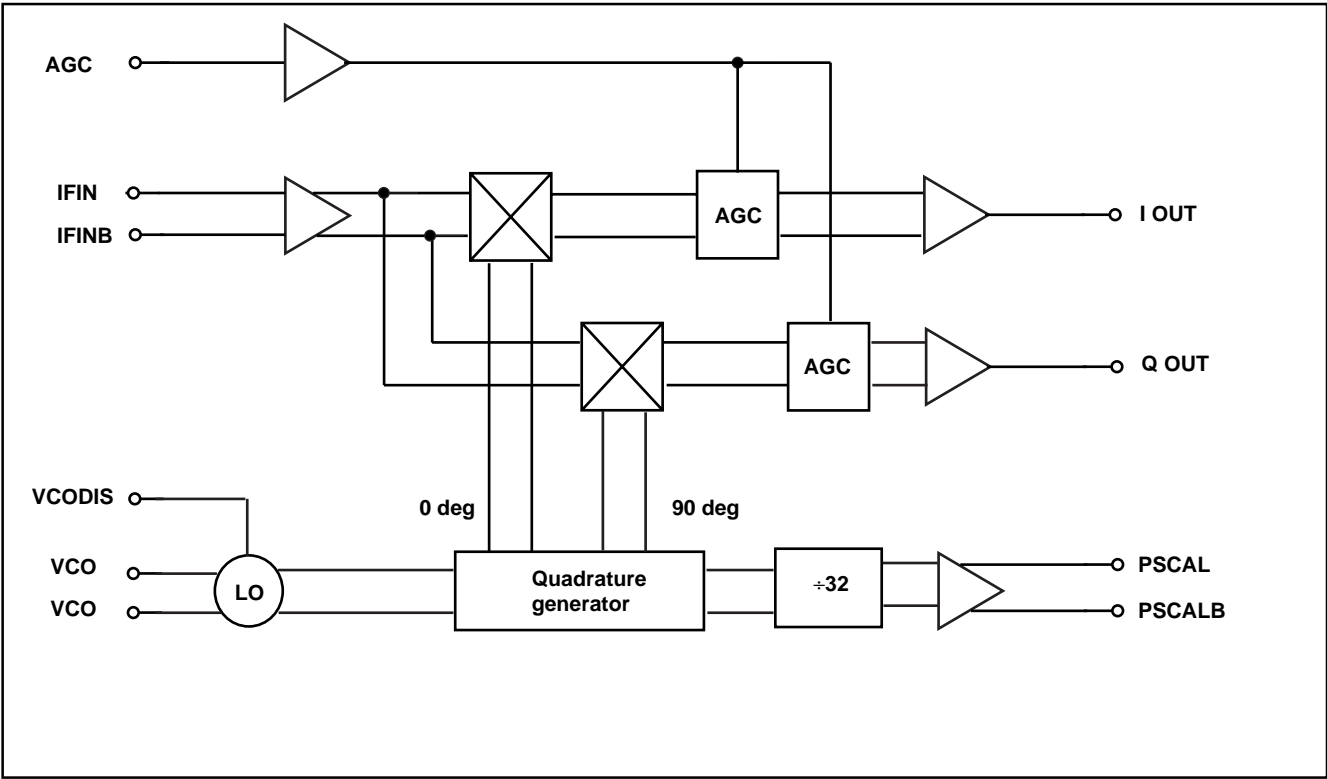 AGC
IFIN
IFINB
AGC
I OUT
AGC
Q OUT
VCODIS
0 deg
90 deg
VCO
VCO
LO
Quadrature
generator
÷32
PSCAL
PSCALB